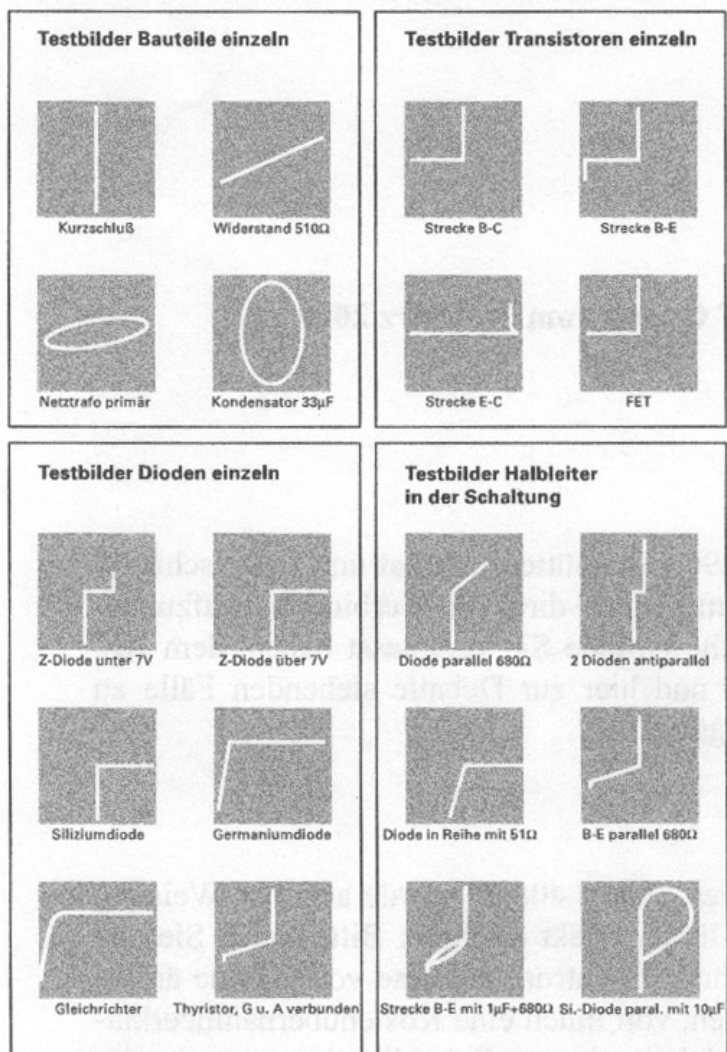 Testbilder Bauteile einzeln
Kurzschluß
Widerstand 510Ω
Netztrafo primär
Kondensator 33µF
Testbilder Transistoren einzeln
Strecke B-C
Strecke B-E
Strecke E-C
FET
Testbilder Dioden einzeln
Z-Diode unter 7V
Z-Diode über 7V
Siliziumdiode
Germaniumdiode
Gleichrichter
Thyristor, G u. A verbunden
Testbilder Halbleiter
in der Schaltung
Diode parallel 680Ω
2 Dioden antiparallel
Diode in Reihe mit 51Ω
B-E parallel 680Ω
Strecke B-E mit 1µF+680Ω
Si.-Diode paral. mit 10µF